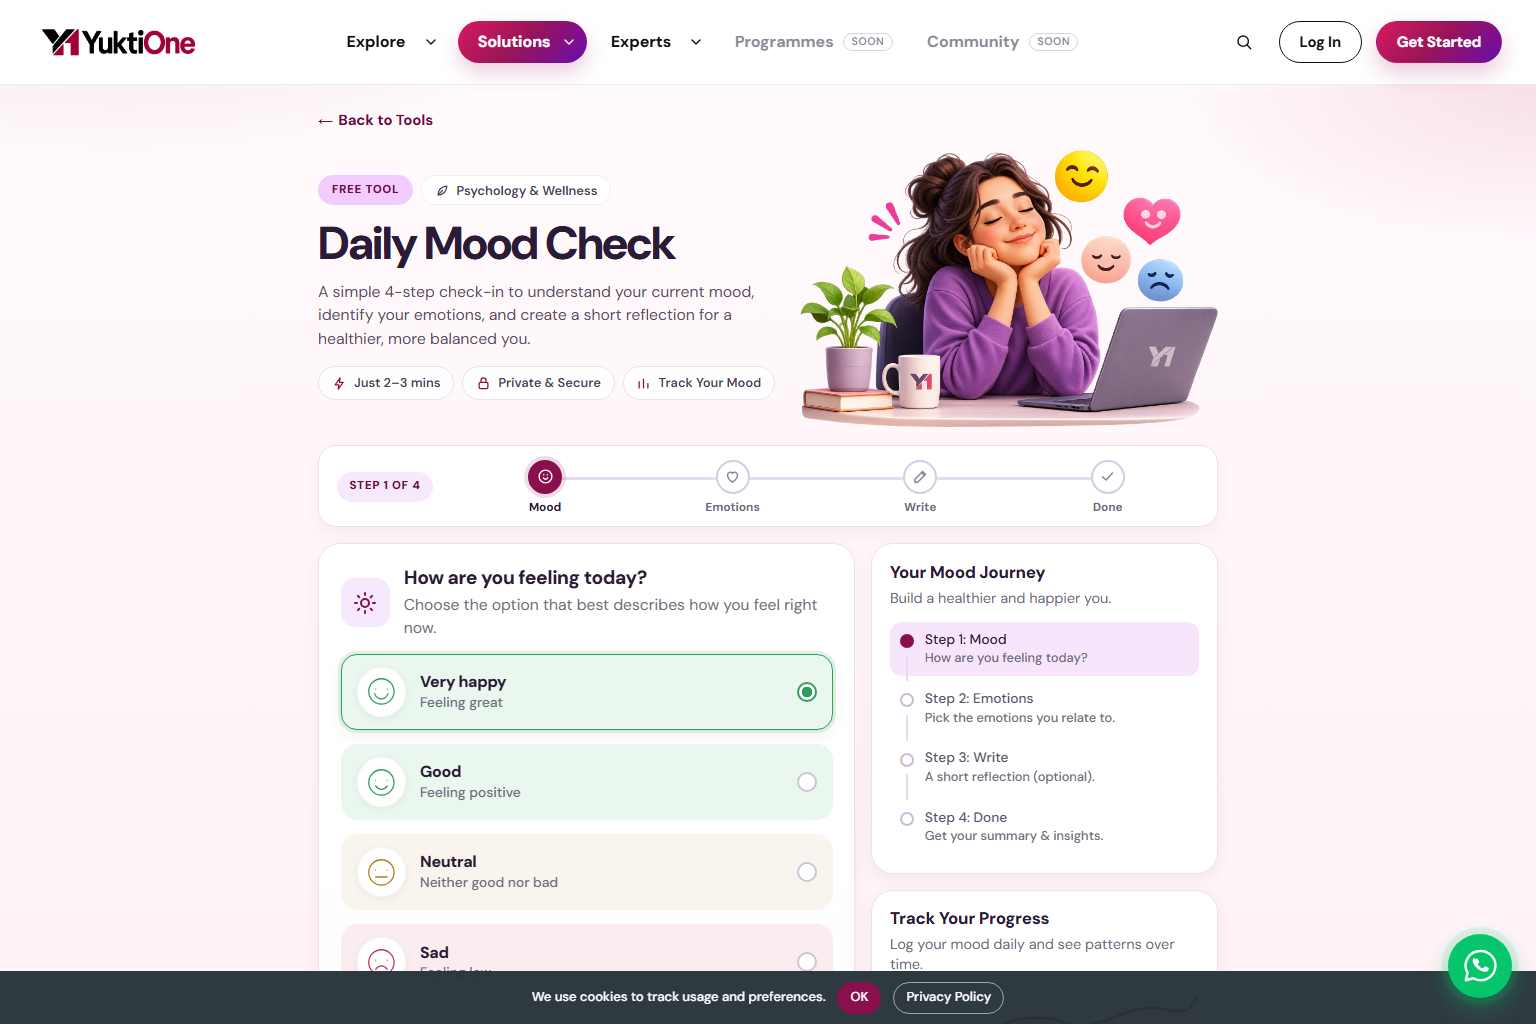 YuktiOne
Explore
Solutions
Experts
Programmes SOON
Community SOON
Log In
Get Started
← Back to Tools
FREE TOOL
Psychology & Wellness
Daily Mood Check
A simple 4-step check-in to understand your current mood,
identify your emotions, and create a short reflection for a
healthier, more balanced you.
Just 2–3 mins
Private & Secure
Track Your Mood
STEP 1 OF 4
Mood
Emotions
Write
Done
How are you feeling today?
Choose the option that best describes how you feel right
now.
Very happy
Feeling great
Good
Feeling positive
Neutral
Neither good nor bad
Sad
Feeling low
Your Mood Journey
Build a healthier and happier you.
Step 1: Mood
How are you feeling today?
Step 2: Emotions
Pick the emotions you relate to.
Step 3: Write
A short reflection (optional).
Step 4: Done
Get your summary & insights.
Track Your Progress
Log your mood daily and see patterns over
time.
We use cookies to track usage and preferences.
OK
Privacy Policy